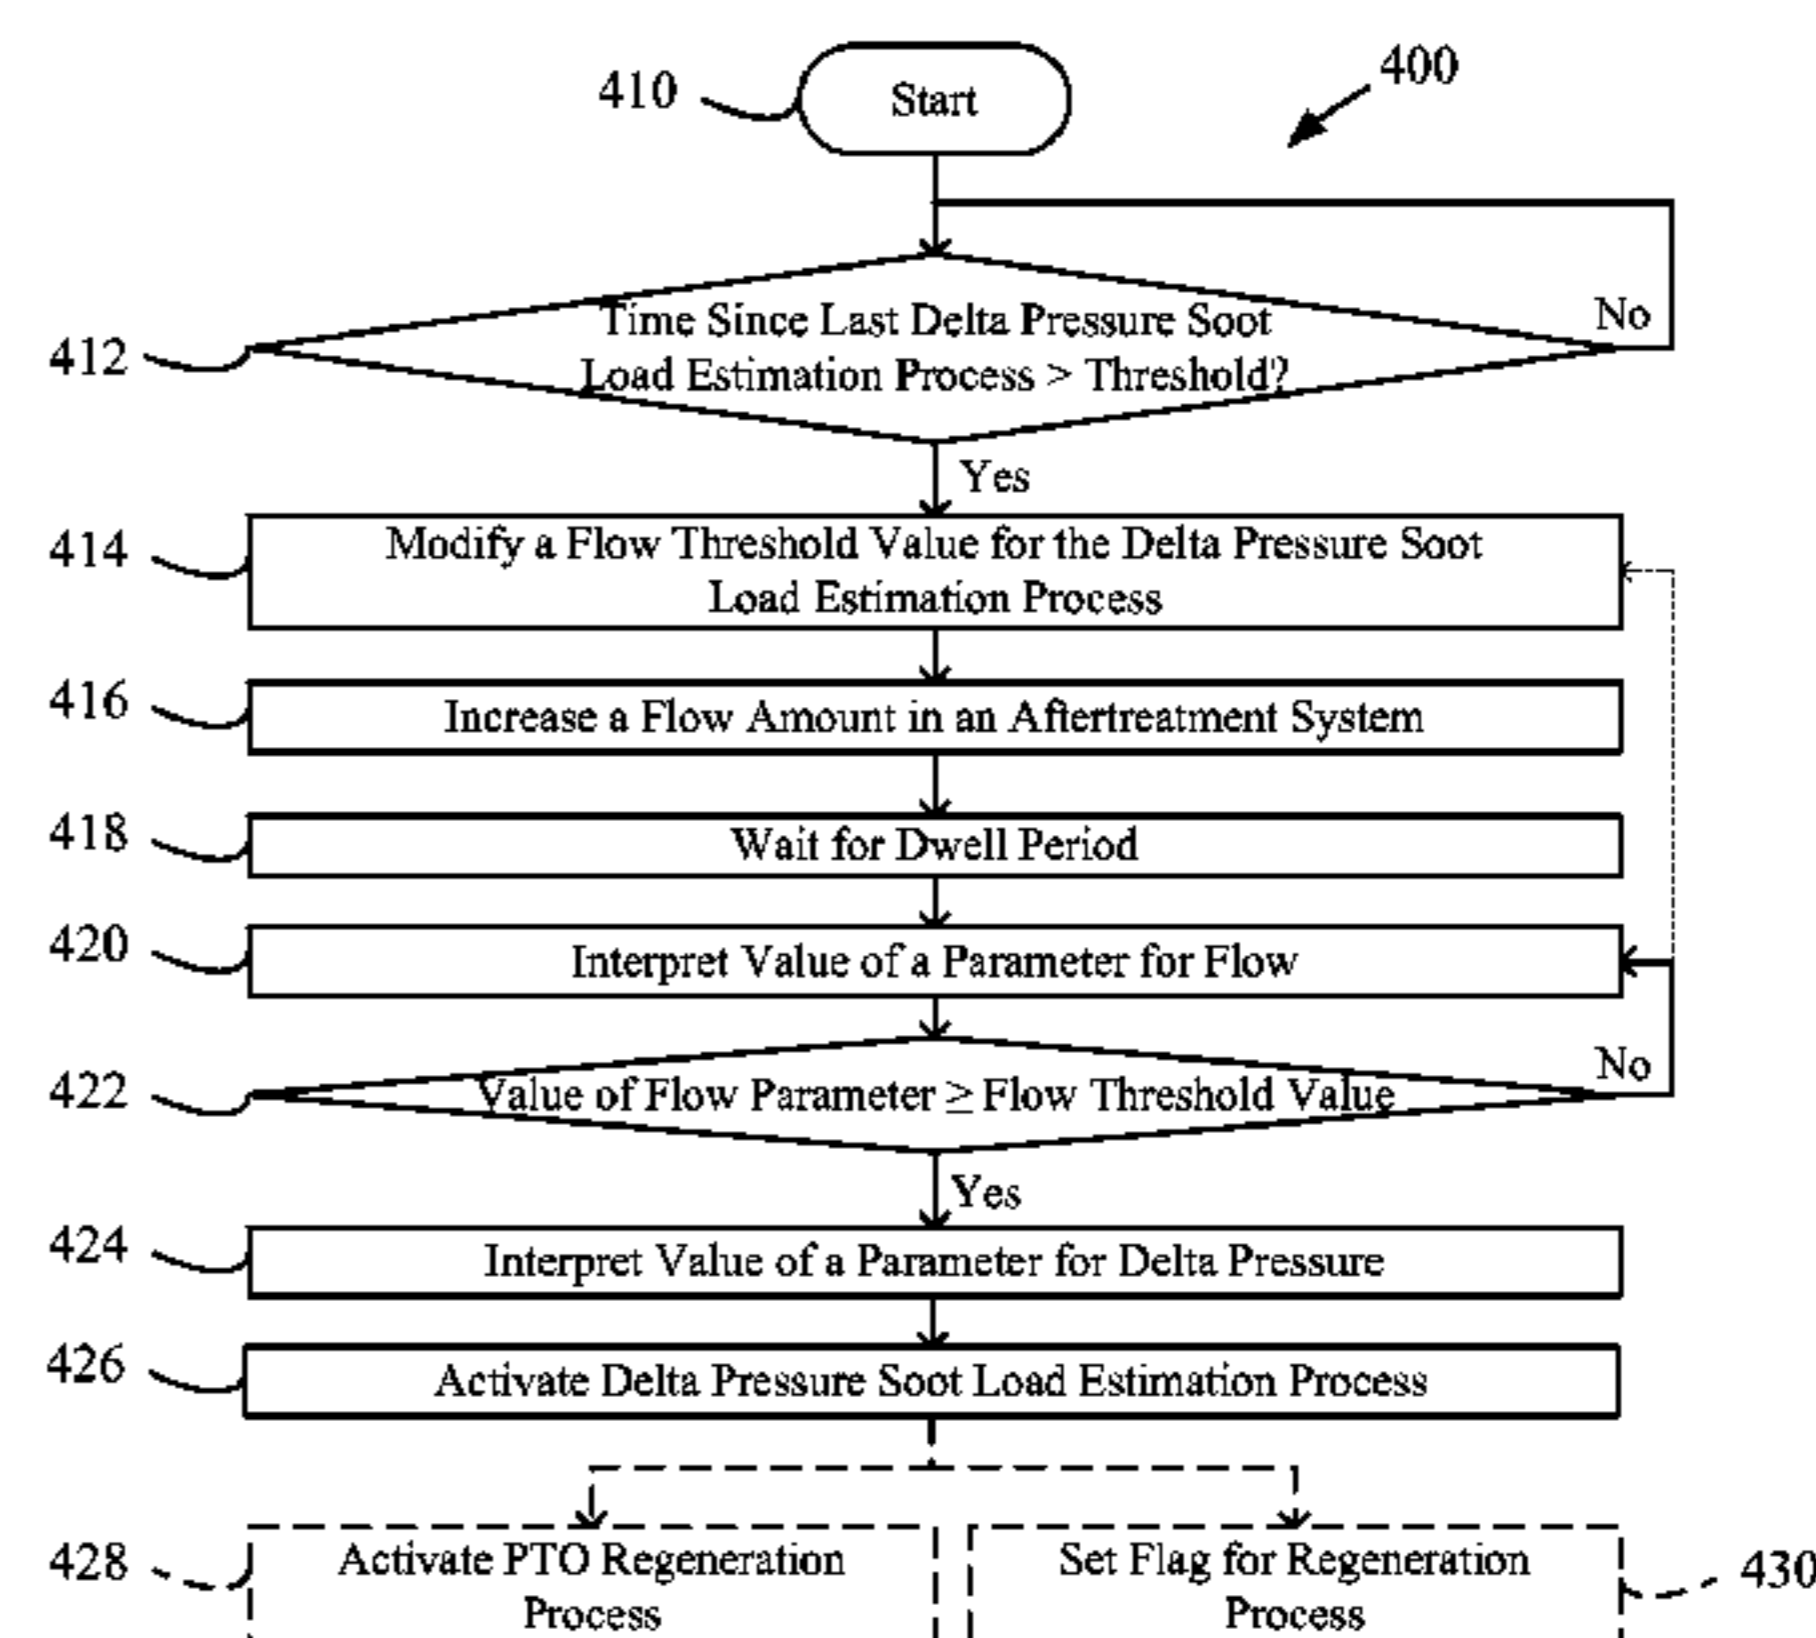 410
Start
400
412
Time Since Last Delta Pressure Soot
Load Estimation Process > Threshold?
No
Yes
414
Modify a Flow Threshold Value for the Delta Pressure Soot
Load Estimation Process
416
Increase a Flow Amount in an Aftertreatment System
418
Wait for Dwell Period
420
Interpret Value of a Parameter for Flow
422
Value of Flow Parameter ≥ Flow Threshold Value
No
Yes
424
Interpret Value of a Parameter for Delta Pressure
426
Activate Delta Pressure Soot Load Estimation Process
428
Activate PTO Regeneration
Process
Set Flag for Regeneration
Process
430